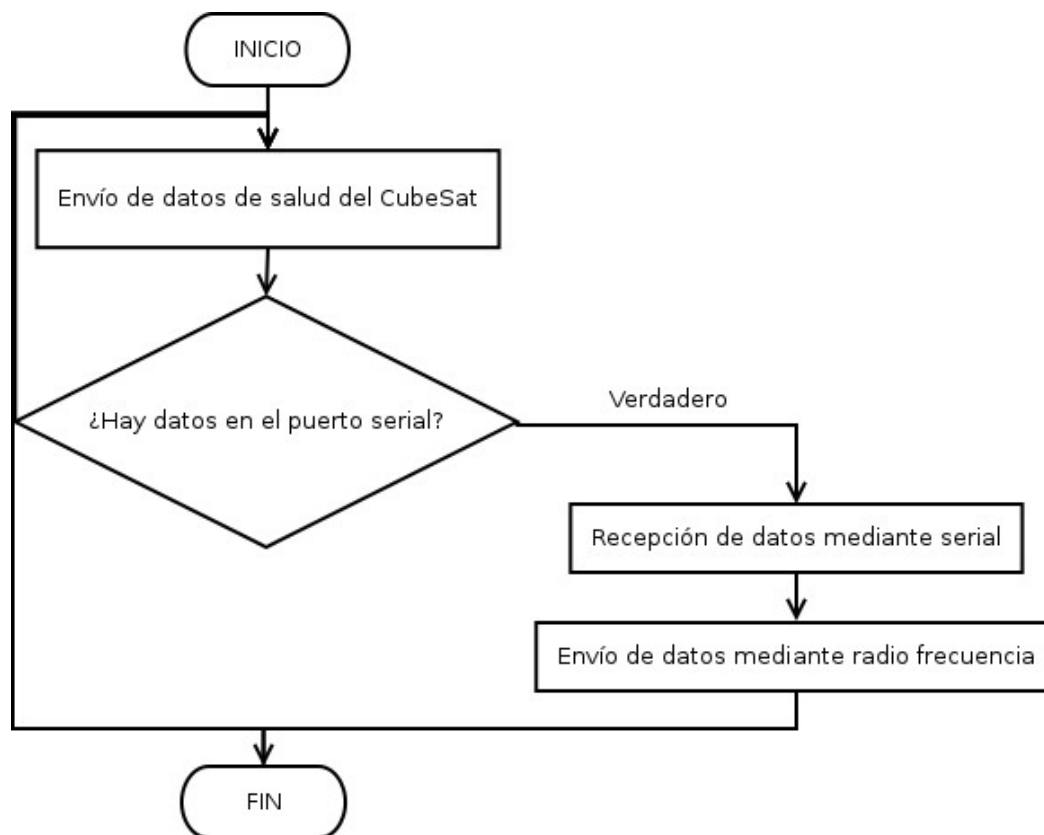 INICIO
Envío de datos de salud del CubeSat
¿Hay datos en el puerto serial?
Verdadero
Recepción de datos mediante serial
Envío de datos mediante radio frecuencia
FIN